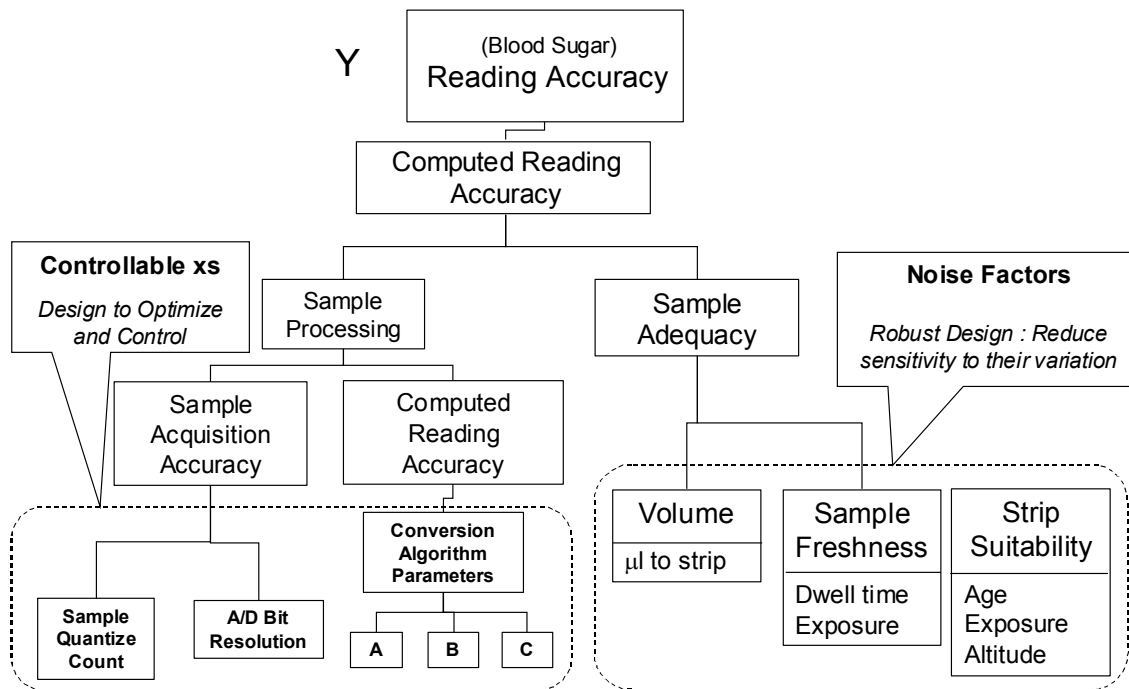 Y
(Blood Sugar)
Reading Accuracy
Computed Reading
Accuracy
Controllable xs
Design to Optimize
and Control
Noise Factors
Robust Design : Reduce
sensitivity to their variation
Sample
Processing
Sample
Adequacy
Sample
Acquisition
Accuracy
Computed
Reading
Accuracy
Conversion
Algorithm
Parameters
Sample
Quantize
Count
A/D Bit
Resolution
A
B
C
Volume
μl to strip
Sample
Freshness
Dwell time
Exposure
Strip
Suitability
Age
Exposure
Altitude